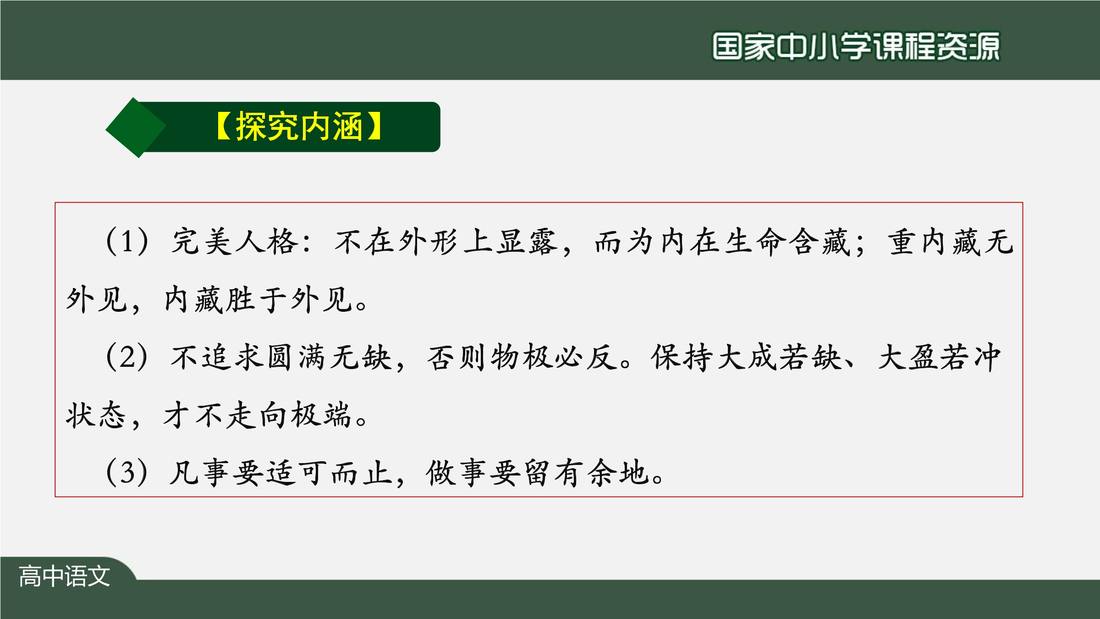 国家中小学课程资源
【探究内涵】
（1）完美人格：不在外形上显露，而为内在生命含藏；重内藏无
外见，内藏胜于外见。
（2）不追求圆满无缺，否则物极必反。保持大成若缺、大盈若冲
状态，才不走向极端。
（3）凡事要适可而止，做事要留有余地。
高中语文